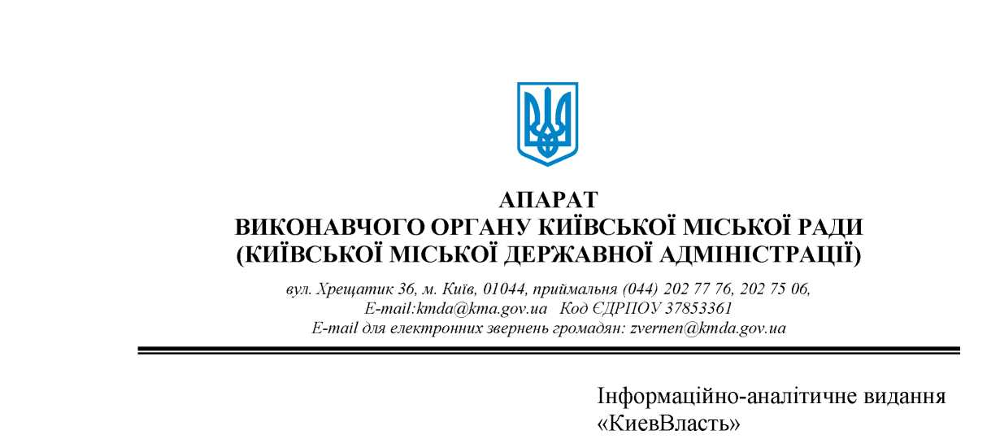 АПАРАТ
ВИКОНАВЧОГО ОРГАНУ КИЇВСЬКОЇ МІСЬКОЇ РАДИ
(КИЇВСЬКОЇ МІСЬКОЇ ДЕРЖАВНОЇ АДМІНІСТРАЦІЇ)
вул. Хрещатик 36, м. Київ, 01044, приймальня (044) 202 77 76, 202 75 06,
E-mail:kmda@kma.gov.ua Код ЄДРПОУ 37853361
E-mail для електронних звернень громадян: zvernen@kmda.gov.ua
Інформаційно-аналітичне видання
«КиевВласть»